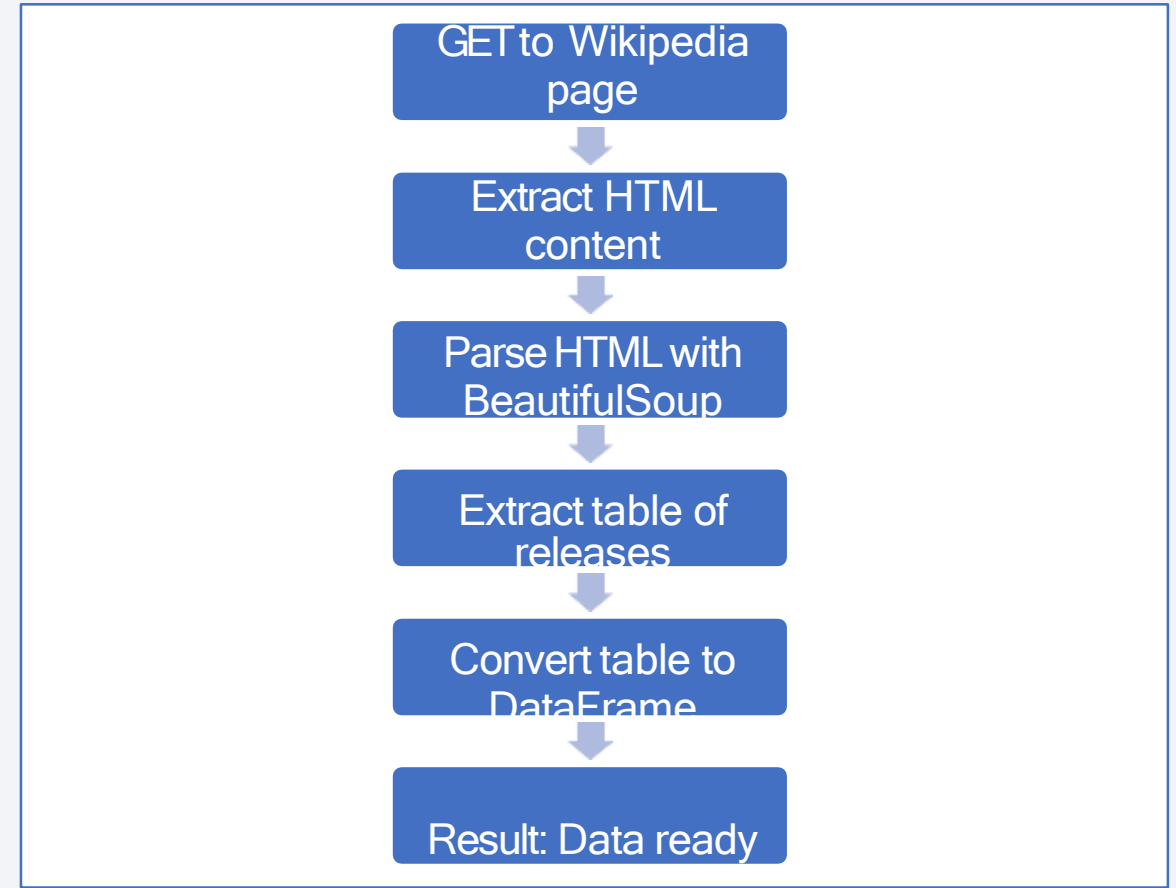 GET to Wikipedia
page
Extract HTML
content
Parse HTML with
BeautifulSoup
Extract table of
releases
Convert table to
DataFrame
Result: Data ready